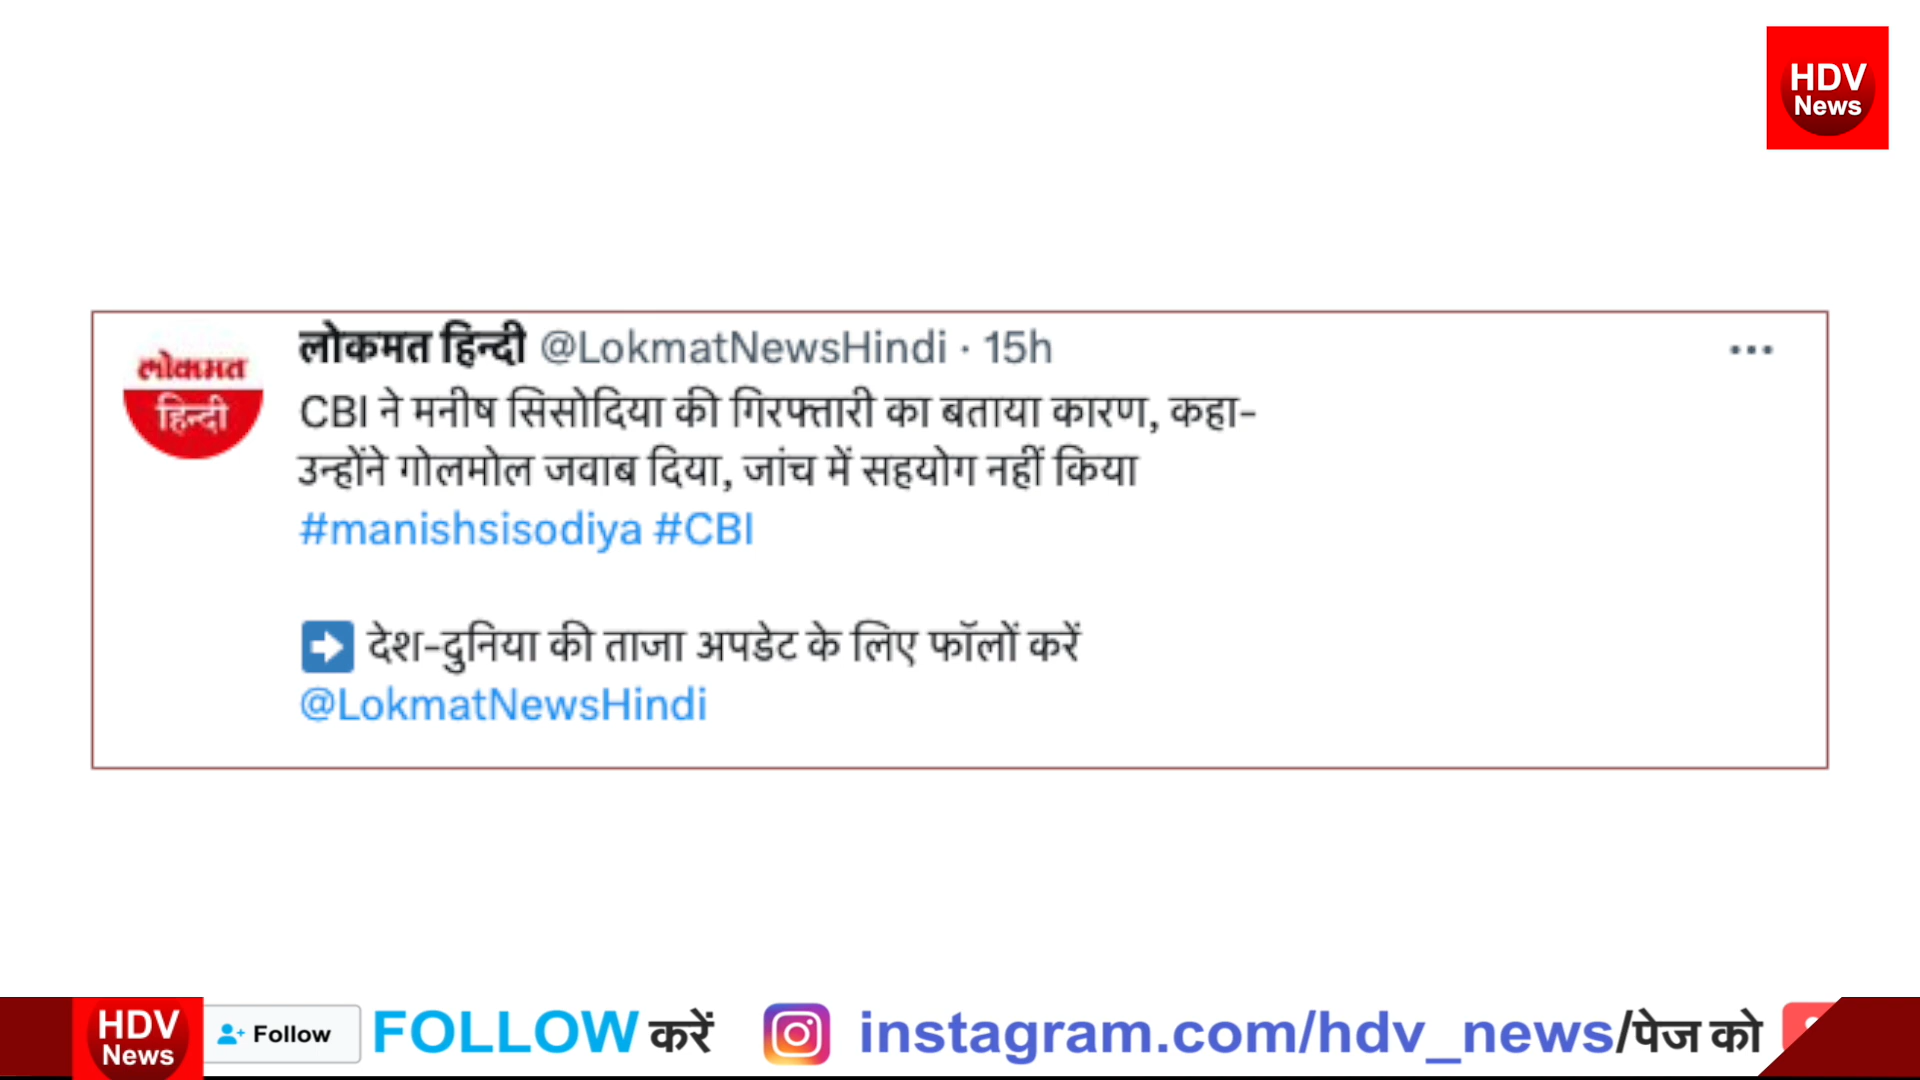 HDV
News
लोकमत हिन्दी @LokmatNewsHindi · 15h
लोकमत
हिन्दी
CBI ने मनीष सिसोदिया की गिरफ्तारी का बताया कारण, कहा-
उन्होंने गोलमोल जवाब दिया, जांच में सहयोग नहीं किया
#manishsisodiya #CBI
देश-दुनिया की ताजा अपडेट के लिए फॉलों करें
@LokmatNewsHindi
HDV
News
Follow
FOLLOW करें instagram.com/hdv_news/पेज को